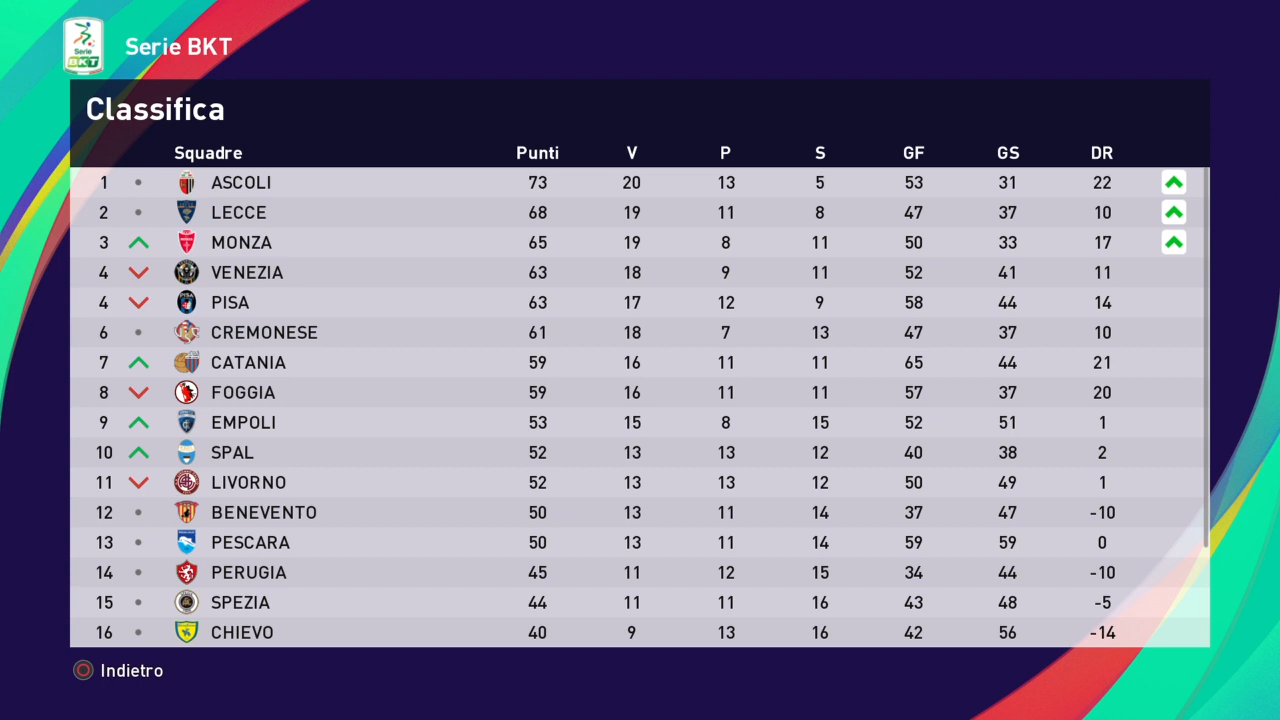 Serie BKT
Serie BKT
Classifica
Squadre Punti V P S GF GS DR
1 ASCOLI 73 20 13 5 53 31 22
2 LECCE 68 19 11 8 47 37 10
3 MONZA 65 19 8 11 50 33 17
4 VENEZIA 63 18 9 11 52 41 11
4 PISA 63 17 12 9 58 44 14
6 CREMONESE 61 18 7 13 47 37 10
7 CATANIA 59 16 11 11 65 44 21
8 FOGGIA 59 16 11 11 57 37 20
9 EMPOLI 53 15 8 15 52 51 1
10 SPAL 52 13 13 12 40 38 2
11 LIVORNO 52 13 13 12 50 49 1
12 BENEVENTO 50 13 11 14 37 47 -10
13 PESCARA 50 13 11 14 59 59 0
14 PERUGIA 45 11 12 15 34 44 -10
15 SPEZIA 44 11 11 16 43 48 -5
16 CHIEVO 40 9 13 16 42 56 -14
Indietro